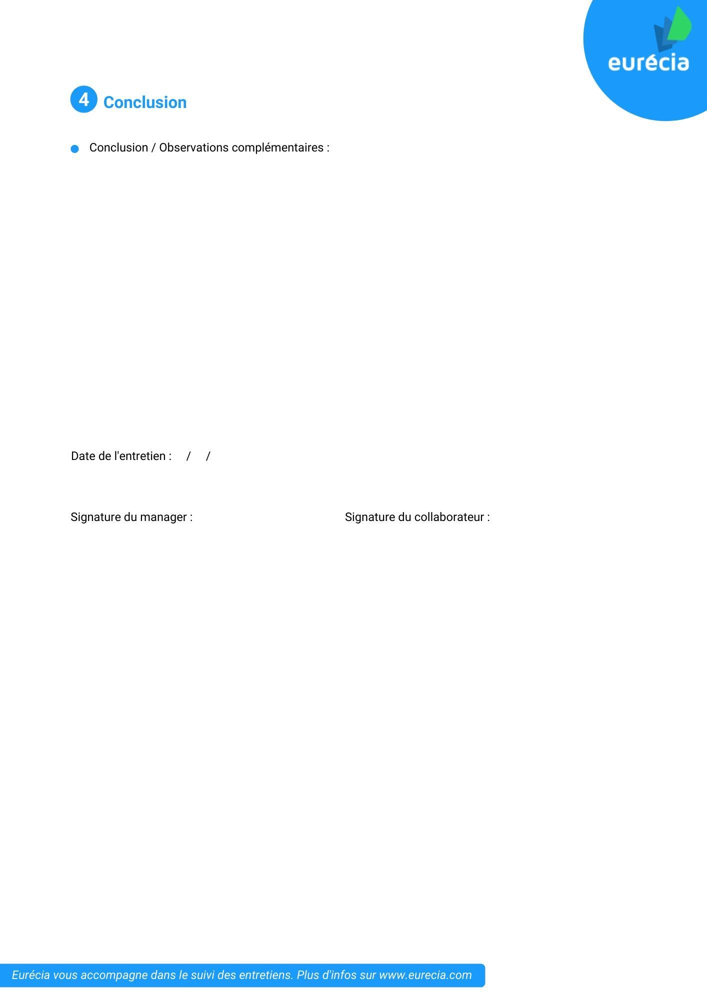 eurécia
4 Conclusion
Conclusion / Observations complémentaires :
Date de l'entretien : / /
Signature du manager :
Signature du collaborateur :
Eurécia vous accompagne dans le suivi des entretiens. Plus d'infos sur www.eurecia.com